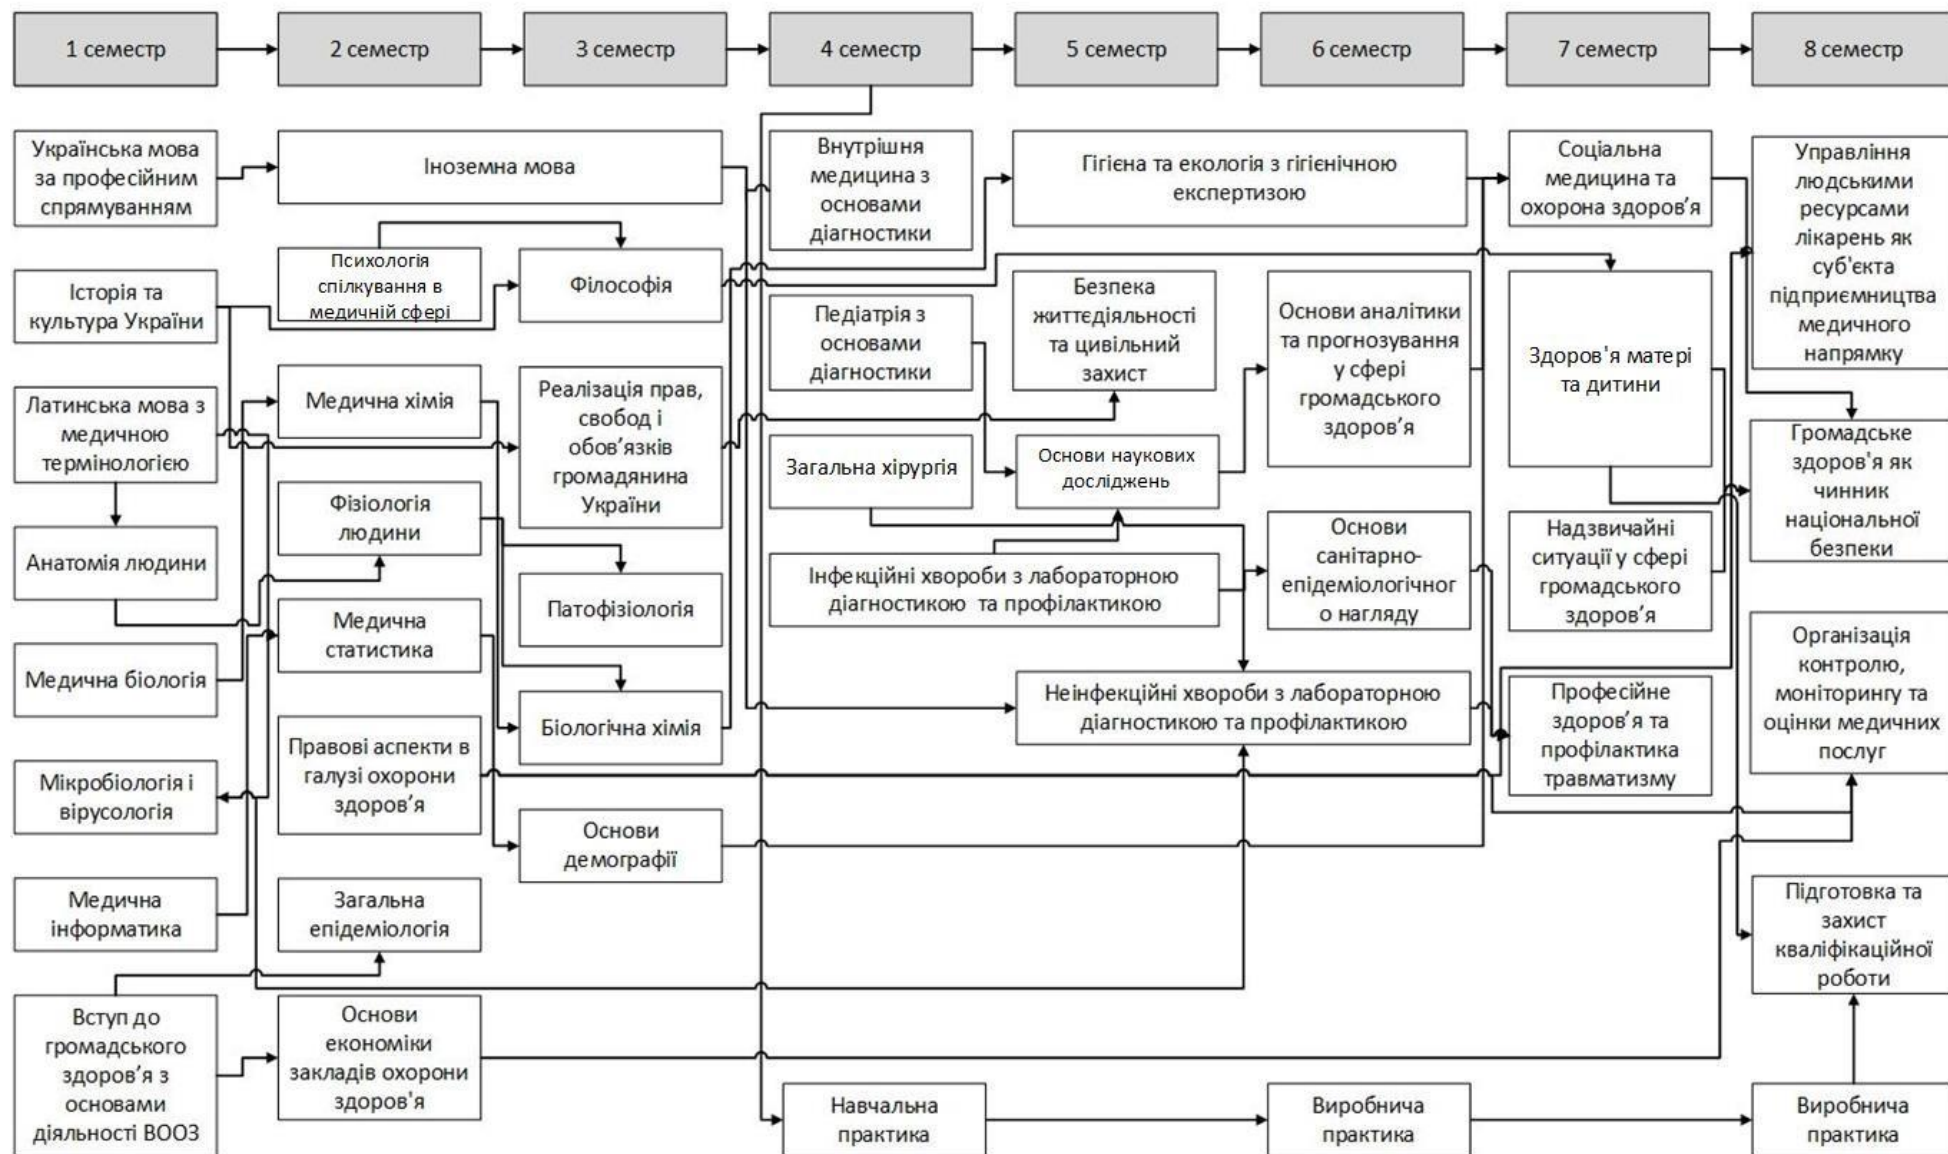 1 семестр
2 семестр
3 семестр
4 семестр
5 семестр
6 семестр
7 семестр
8 семестр
Українська мова
за професійним
спрямуванням
Історія та
культура України
Латинська мова з
медичною
термінологією
Анатомія людини
Медична біологія
Мікробіологія і
вірусологія
Медична
інформатика
Вступ до
громадського
здоров’я з
основами
діяльності ВООЗ
Іноземна мова
Психологія
спілкування в
медичній сфері
Медична хімія
Фізіологія
людини
Медична
статистика
Правові аспекти в
галузі охорони
здоров’я
Загальна
епідеміологія
Основи
економіки
закладів охорони
здоров'я
Філософія
Реалізація прав,
свобод і
обов’язків
громадянина
України
Патофізіологія
Біологічна хімія
Основи
демографії
Внутрішня
медицина з
основами
діагностики
Педіатрія з
основами
діагностики
Загальна хірургія
Інфекційні хвороби з лабораторною
діагностикою та профілактикою
Навчальна
практика
Гігієна та екологія з гігієнічною
експертизою
Безпека
життєдіяльності
та цивільний
захист
Основи наукових
досліджень
Неінфекційні хвороби з лабораторною
діагностикою та профілактикою
Основи аналітики
та прогнозування
у сфері
громадського
здоров’я
Основи
санітарно-
епідеміологічног
о нагляду
Виробнича
практика
Соціальна
медицина та
охорона здоров’я
Здоров'я матері
та дитини
Надзвичайні
ситуації у сфері
громадського
здоров’я
Професійне
здоров’я та
профілактика
травматизму
Управління
людськими
ресурсами
лікарень як
суб'єкта
підприємництва
медичного
напрямку
Громадське
здоров'я як
чинник
національної
безпеки
Організація
контролю,
моніторингу та
оцінки медичних
послуг
Підготовка та
захист
кваліфікаційної
роботи
Виробнича
практика